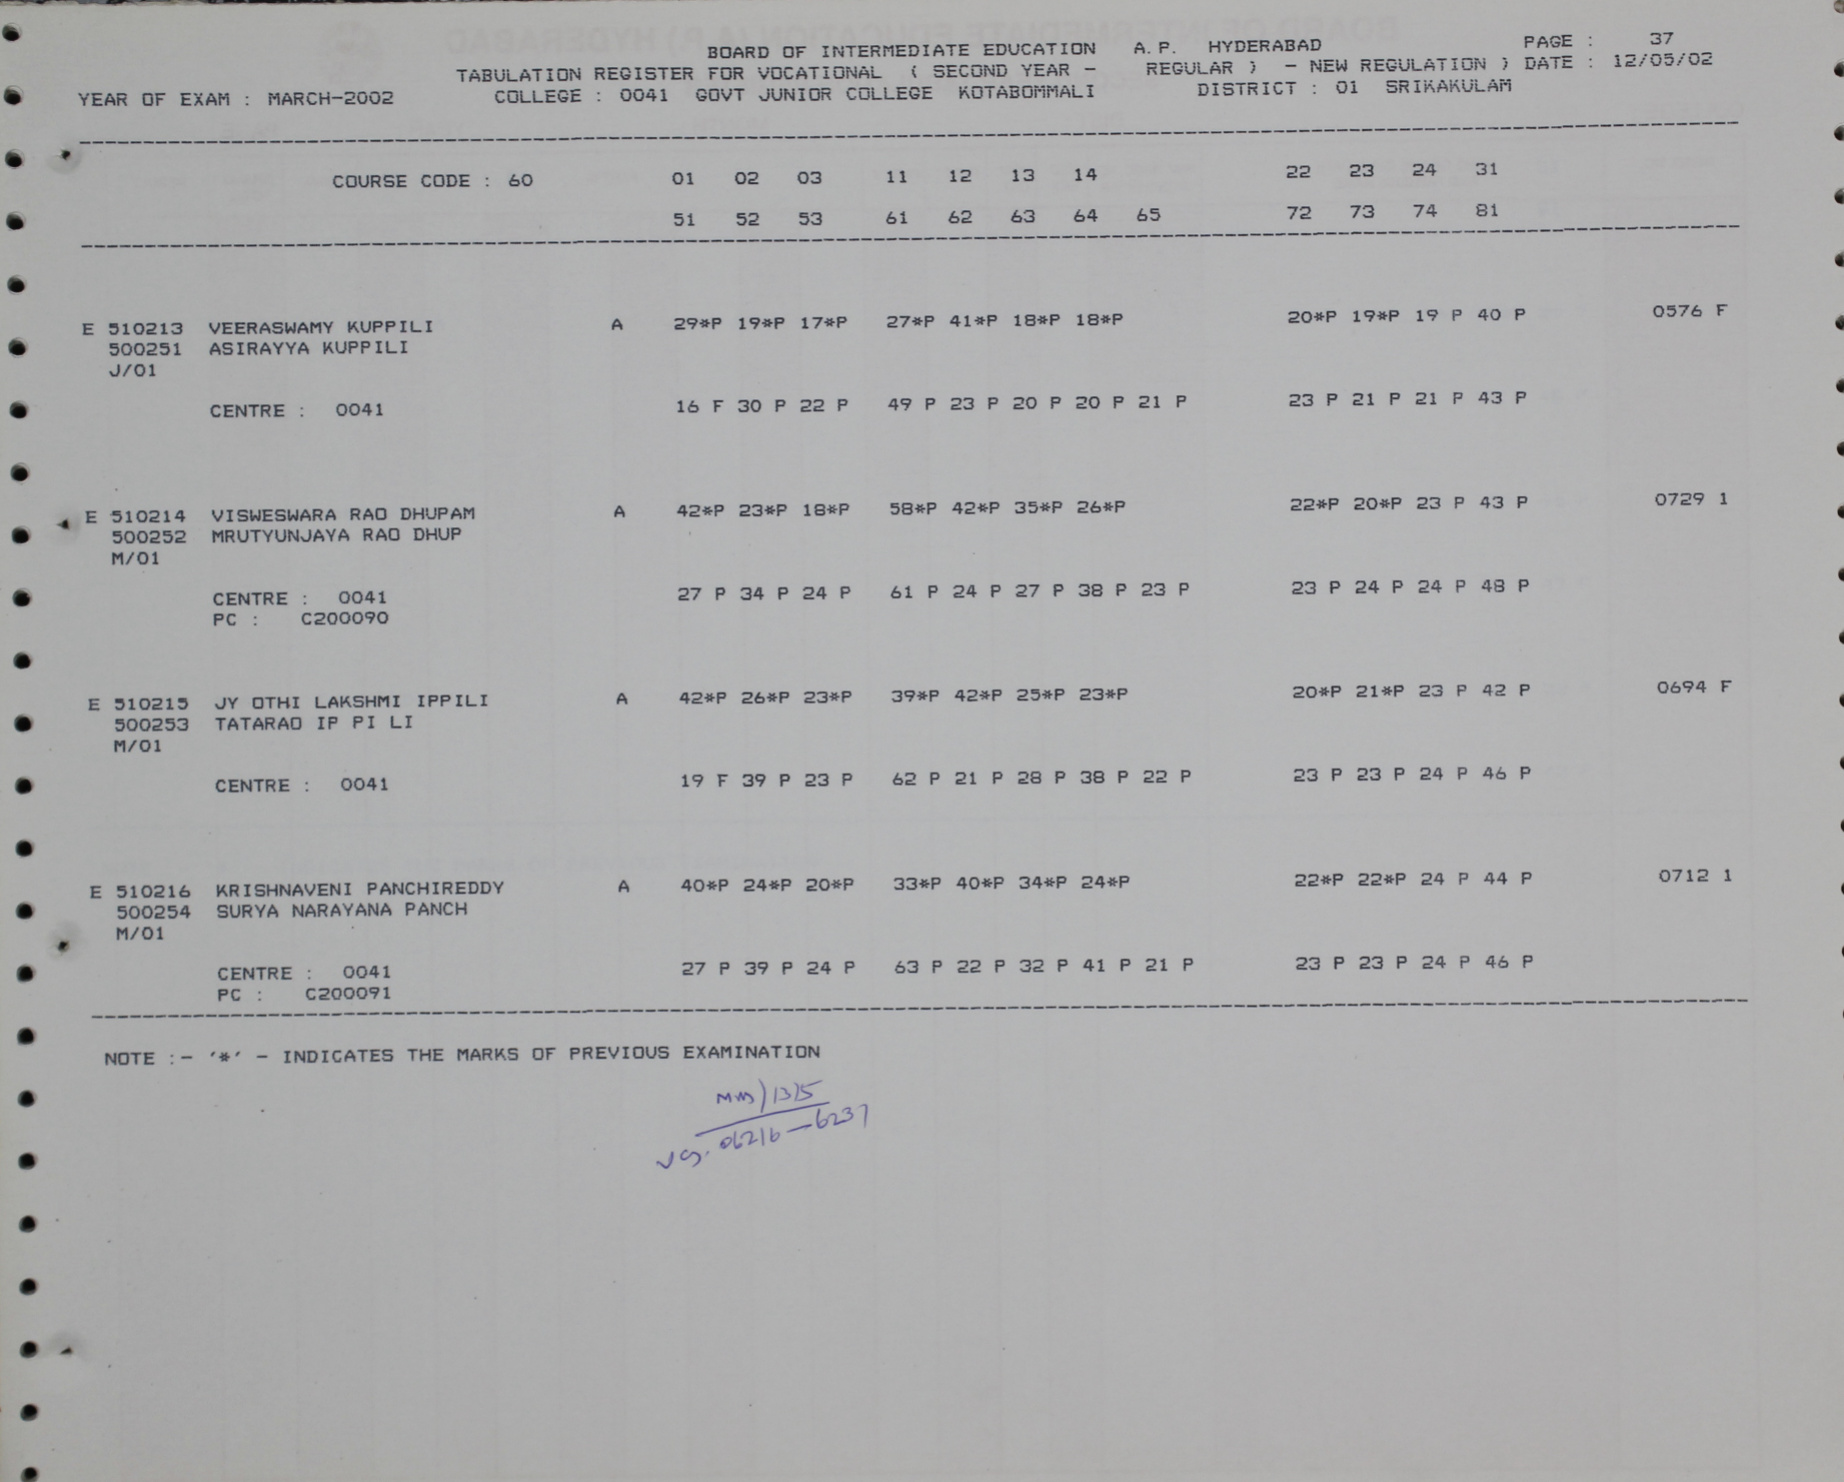 BOARD OF INTERMEDIATE EDUCATION A.P. HYDERABAD PAGE : 37
TABULATION REGISTER FOR VOCATIONAL ( SECOND YEAR - REGULAR ) - NEW REGULATION ) DATE : 12/05/02
YEAR OF EXAM : MARCH-2002 COLLEGE : 0041 GOVT JUNIOR COLLEGE KOTABOMMALI DISTRICT : 01 SRIKAKULAM
COURSE CODE : 60 01 02 03 11 12 13 14 22 23 24 31
51 52 53 61 62 63 64 65 72 73 74 81
E 510213 VEERASWAMY KUPPILI A 29*P 19*P 17*P 27*P 41*P 18*P 18*P 20*P 19*P 19 P 40 P 0576 F
500251 ASIRAYYA KUPPILI
J/01
CENTRE : 0041 16 F 30 P 22 P 49 P 23 P 20 P 20 P 21 P 23 P 21 P 21 P 43 P
E 510214 VISWESWARA RAO DHUPAM A 42*P 23*P 18*P 58*P 42*P 35*P 26*P 22*P 20*P 23 P 43 P 0729 1
500252 MRUTYUNJAYA RAO DHUP
M/01
CENTRE : 0041 27 P 34 P 24 P 61 P 24 P 27 P 38 P 23 P 23 P 24 P 24 P 48 P
PC : C200090
E 510215 JY OTHI LAKSHMI IPPILI A 42*P 26*P 23*P 39*P 42*P 25*P 23*P 20*P 21*P 23 P 42 P 0694 F
500253 TATARAO IP PI LI
M/01
CENTRE : 0041 19 F 39 P 23 P 62 P 21 P 28 P 38 P 22 P 23 P 23 P 24 P 46 P
E 510216 KRISHNAVENI PANCHIREDDY A 40*P 24*P 20*P 33*P 40*P 34*P 24*P 22*P 22*P 24 P 44 P 0712 1
500254 SURYA NARAYANA PANCH
M/01
CENTRE : 0041 27 P 39 P 24 P 63 P 22 P 32 P 41 P 21 P 23 P 23 P 24 P 46 P
PC : C200091
NOTE :- '*' - INDICATES THE MARKS OF PREVIOUS EXAMINATION
06216-6237